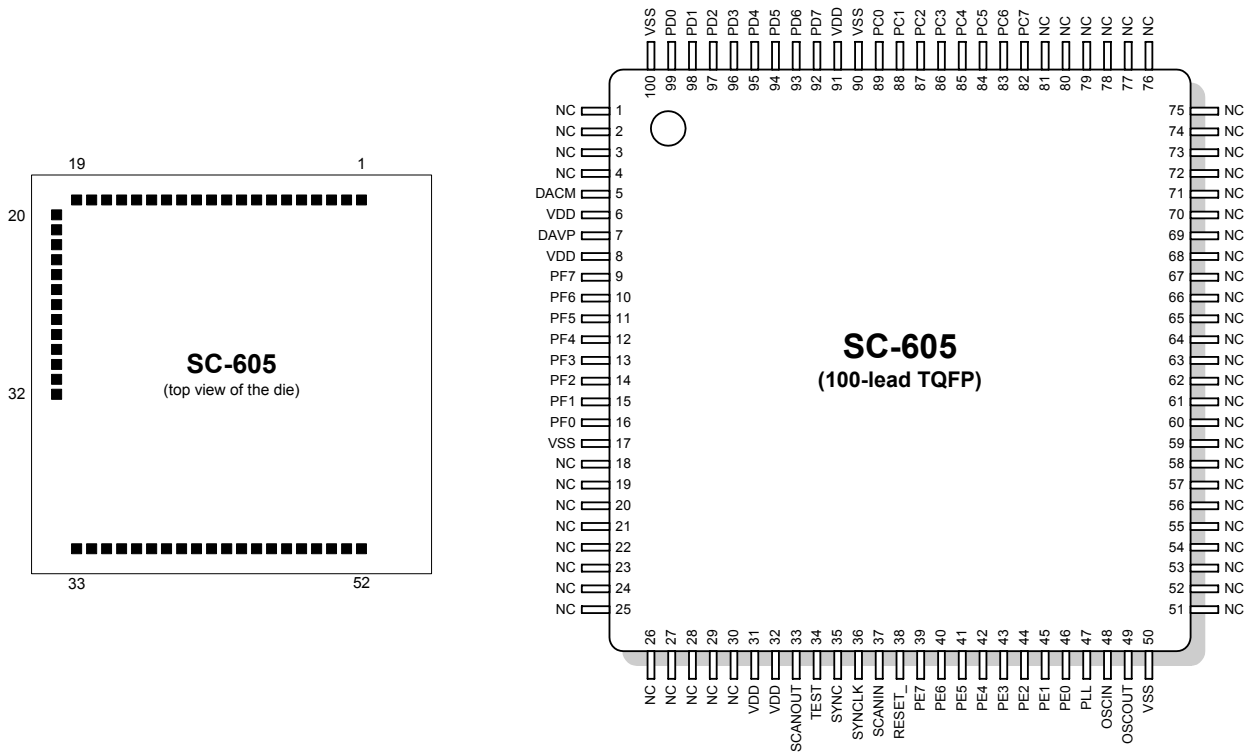 19 1
20
32
SC-605
(top view of the die)
33 52
VSS PD0 PD1 PD2 PD3 PD4 PD5 PD6 PD7 VDD VSS PC0 PC1 PC2 PC3 PC4 PC5 PC6 PC7 NC NC NC NC NC NC
100 99 98 97 96 95 94 93 92 91 90 89 88 87 86 85 84 83 82 81 80 79 78 77 76
NC 1
NC 2
NC 3
NC 4
DACM 5
VDD 6
DAVP 7
VDD 8
PF7 9
PF6 10
PF5 11
PF4 12
PF3 13
PF2 14
PF1 15
PF0 16
VSS 17
NC 18
NC 19
NC 20
NC 21
NC 22
NC 23
NC 24
NC 25
SC-605
(100-lead TQFP)
75 NC
74 NC
73 NC
72 NC
71 NC
70 NC
69 NC
68 NC
67 NC
66 NC
65 NC
64 NC
63 NC
62 NC
61 NC
60 NC
59 NC
58 NC
57 NC
56 NC
55 NC
54 NC
53 NC
52 NC
51 NC
26 27 28 29 30 31 32 33 34 35 36 37 38 39 40 41 42 43 44 45 46 47 48 49 50
NC NC NC NC NC VDD VDD SCANOUT TEST SYNC SYNCLK SCANIN RESET_ PE7 PE6 PE5 PE4 PE3 PE2 PE1 PE0 PLL OSCIN OSCOUT VSS